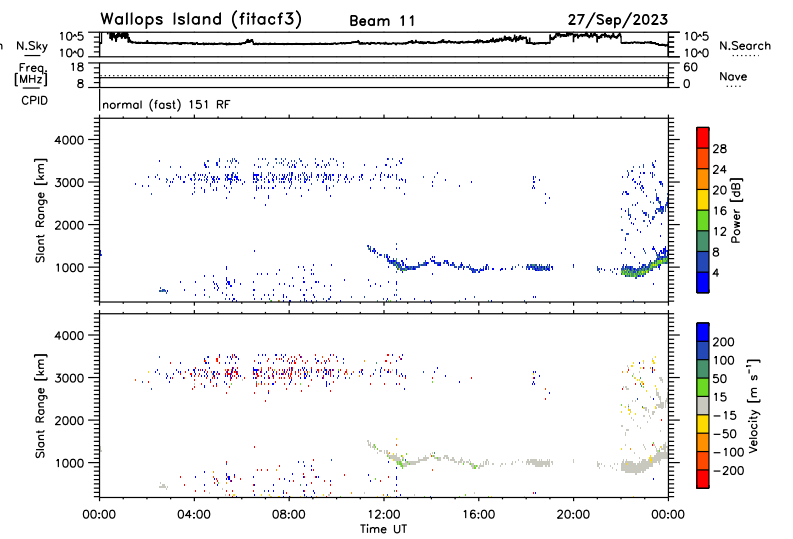 Wallops Island (fitacf3) Beam 11 27/Sep/2023
n N.Sky 10^5 10^5 N.Search
10^0 10^0
Freq. 18 60 Nave
[MHz] 8 0
CPID normal (fast) 151 RF
4000
3000
2000
1000
Slant Range [km]
28
24
20
16
12
8
4
Power [dB]
4000
3000
2000
1000
Slant Range [km]
200
100
50
15
−15
−50
−100
−200
Velocity [m s⁻¹]
00:00 04:00 08:00 12:00 16:00 20:00 00:00
Time UT